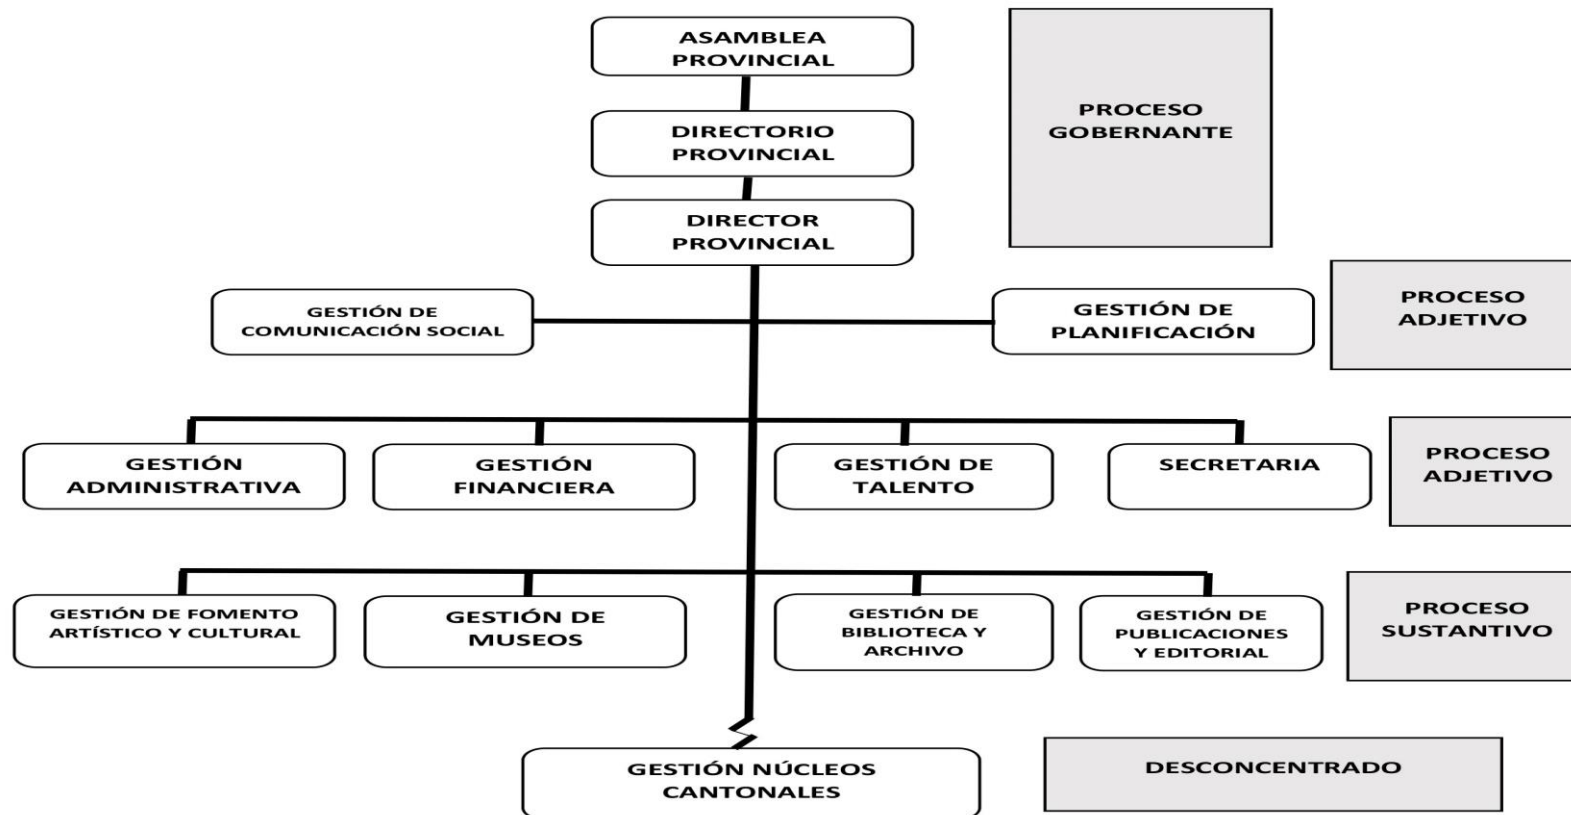 ASAMBLEA
PROVINCIAL
PROCESO
GOBERNANTE
DIRECTORIO
PROVINCIAL
DIRECTOR
PROVINCIAL
GESTIÓN DE
COMUNICACIÓN SOCIAL
GESTIÓN DE
PLANIFICACIÓN
PROCESO
ADJETIVO
GESTIÓN
ADMINISTRATIVA
GESTIÓN
FINANCIERA
GESTIÓN DE
TALENTO
SECRETARIA
PROCESO
ADJETIVO
GESTIÓN DE FOMENTO
ARTÍSTICO Y CULTURAL
GESTIÓN DE
MUSEOS
GESTIÓN DE
BIBLIOTECA Y
ARCHIVO
GESTIÓN DE
PUBLICACIONES
Y EDITORIAL
PROCESO
SUSTANTIVO
GESTIÓN NÚCLEOS
CANTONALES
DESCONCENTRADO